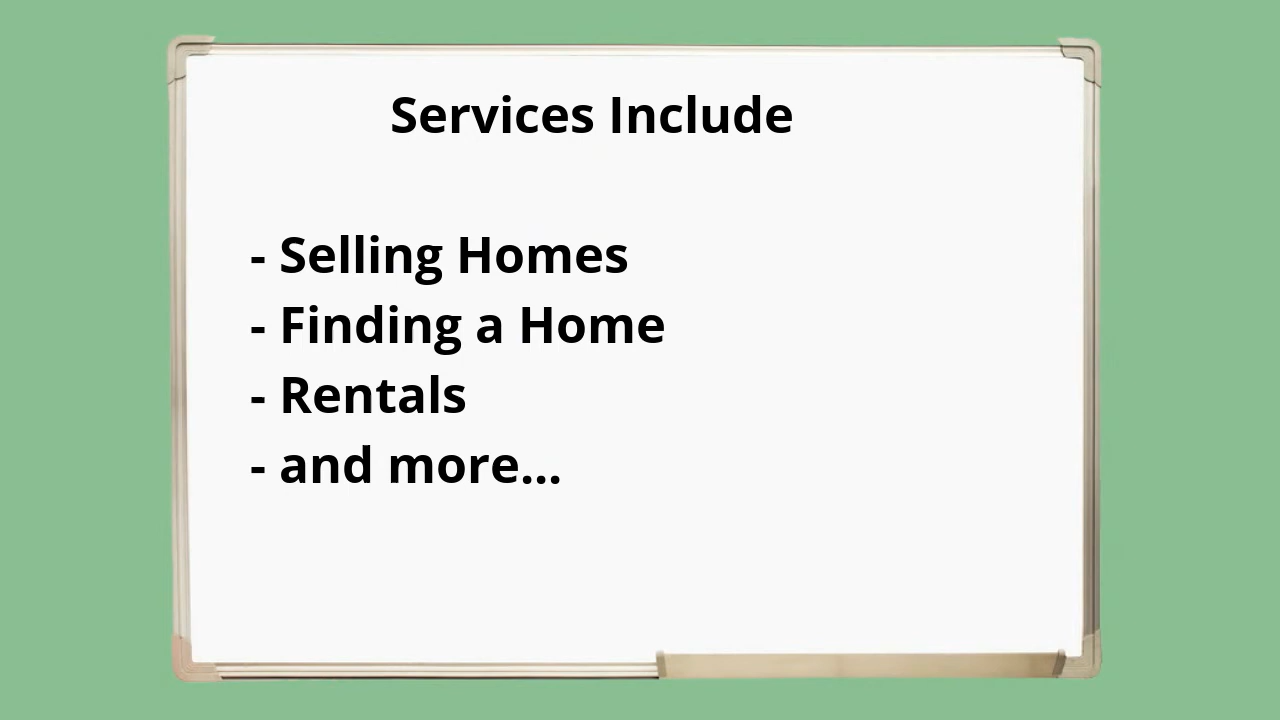 Services Include
- Selling Homes
- Finding a Home
- Rentals
- and more...